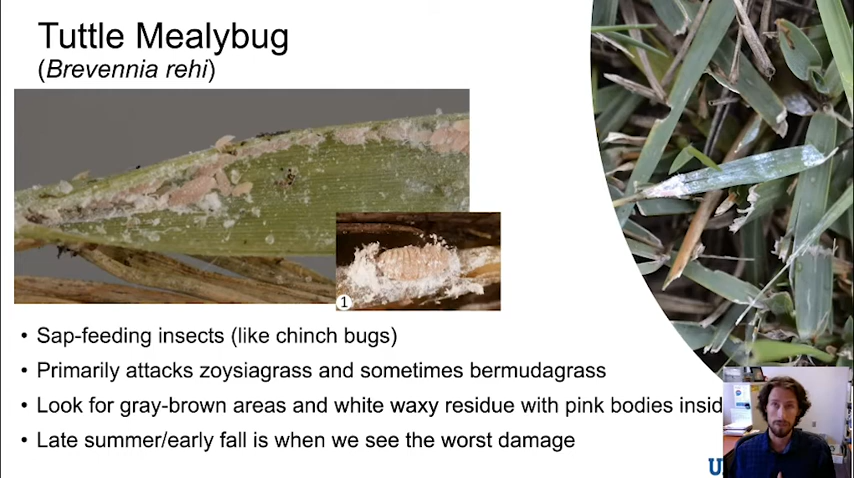 Tuttle Mealybug
(Brevennia rehi)
1
• Sap-feeding insects (like chinch bugs)
• Primarily attacks zoysiagrass and sometimes bermudagrass
• Look for gray-brown areas and white waxy residue with pink bodies
• Late summer/early fall is when we see the worst damage